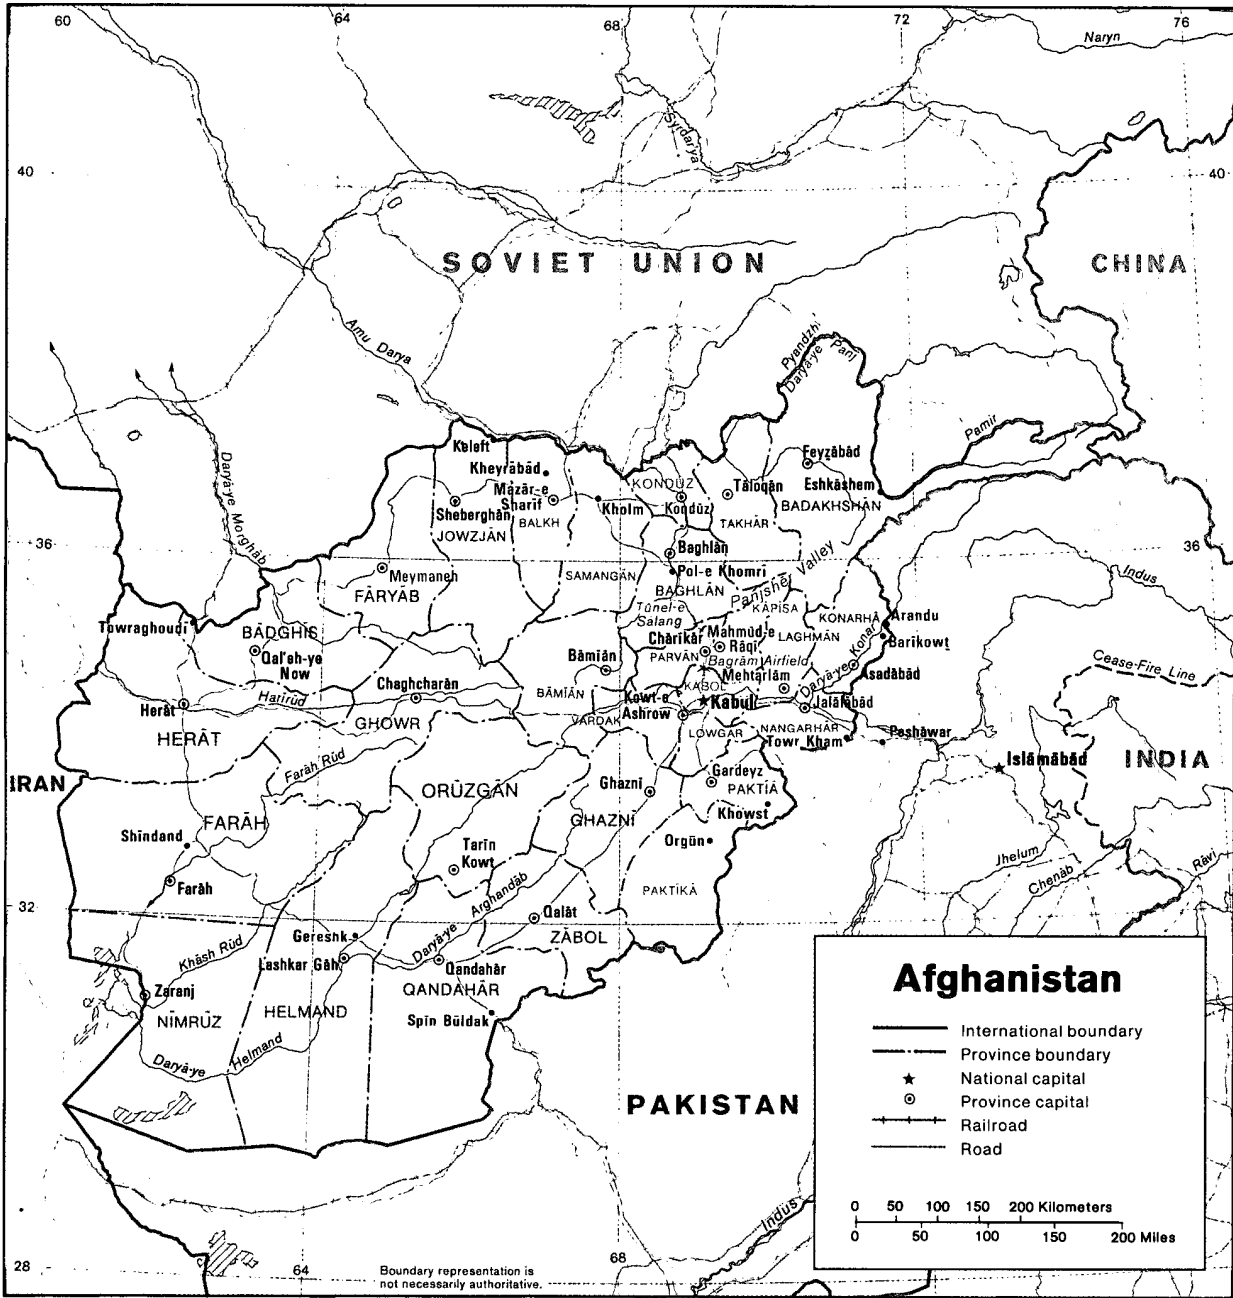 60
64
68
72
76
Naryn
Syrdar'ya
40
40
SOVIET UNION
CHINA
Amu Darya
Pyandzh
Daryā-ye
Panj
Pamir
Daryā-ye Morghāb
Keleft
Kheyrābād
Mazār-e
Sharīf
BALKH
Sheberghān
JOWZJĀN
Kholm
KONDŪZ
Kondūz
Tāloqān
TAKHĀR
Feyzābād
Eshkāshem
BADAKHSHĀN
36
36
Meymaneh
FĀRYĀB
SAMANGĀN
Baghlān
Pol-e Khomrī
BAGHLĀN
Panjsher Valley
KĀPĪSA
Indus
Towraghoudī
BĀDGHĪS
Qal'eh-ye
Now
Tūnel-e
Salang
Chārīkār
Mahmūd-e
Rāqī
PARVĀN
Bagrām Airfield
LAGHMĀN
KONARHĀ
Arandu
Barīkowṯ
Daryā-ye Konar
Asadābād
Cease-Fire Line
Bāmīān
BĀMĪĀN
Mehtarlām
KĀBOL
Kabul
Kowt-e
Ashrow
VARDAK
LOWGAR
Jalālābād
NANGARHĀR
Towr Kham
Peshāwar
Chaghcharān
Harīrūd
Herāt
GHOWR
HERĀT
Islāmābād
INDIA
IRAN
Farāh Rūd
ORŪZGĀN
Ghaznī
GHAZNĪ
Gardeyz
PAKTĪĀ
Khowst
FARĀH
Shīndand
Orgūn
Jhelum
Chenāb
Rāvi
Tarīn
Kowt
Farāh
PAKTĪKĀ
32
Daryā-ye Arghandāb
Qalāt
ZĀBOL
Gereshk
Khāsh Rūd
Lashkar Gāh
Qandahār
QANDAHĀR
Zaranj
NĪMRŪZ
HELMAND
Spīn Būldak
Daryā-ye Helmand
PAKISTAN
Indus
28
64
68
Boundary representation is
not necessarily authoritative.
Afghanistan
International boundary
Province boundary
National capital
Province capital
Railroad
Road
0 50 100 150 200 Kilometers
0 50 100 150 200 Miles